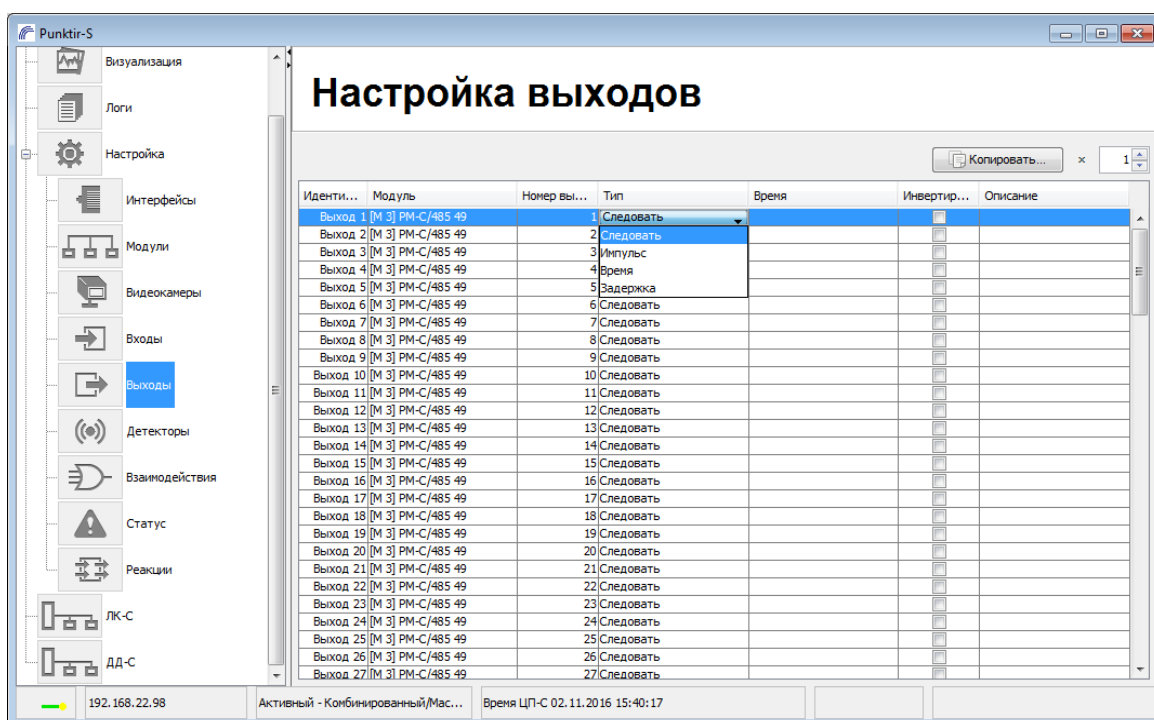 Punktir-S
Визуализация
Логи
Настройка
Интерфейсы
Модули
Видеокамеры
Входы
Выходы
Детекторы
Взаимодействия
Статус
Реакции
ЛК-С
ДД-С
Настройка выходов
Копировать... × 1
Иденти... Модуль Номер вы... Тип Время Инвертир... Описание
Выход 1 [М 3] РМ-С/485 49 1 Следовать
Выход 2 [М 3] РМ-С/485 49 2 Следовать
Выход 3 [М 3] РМ-С/485 49 3 Импульс
Выход 4 [М 3] РМ-С/485 49 4 Время
Выход 5 [М 3] РМ-С/485 49 5 Задержка
Выход 6 [М 3] РМ-С/485 49 6 Следовать
Выход 7 [М 3] РМ-С/485 49 7 Следовать
Выход 8 [М 3] РМ-С/485 49 8 Следовать
Выход 9 [М 3] РМ-С/485 49 9 Следовать
Выход 10 [М 3] РМ-С/485 49 10 Следовать
Выход 11 [М 3] РМ-С/485 49 11 Следовать
Выход 12 [М 3] РМ-С/485 49 12 Следовать
Выход 13 [М 3] РМ-С/485 49 13 Следовать
Выход 14 [М 3] РМ-С/485 49 14 Следовать
Выход 15 [М 3] РМ-С/485 49 15 Следовать
Выход 16 [М 3] РМ-С/485 49 16 Следовать
Выход 17 [М 3] РМ-С/485 49 17 Следовать
Выход 18 [М 3] РМ-С/485 49 18 Следовать
Выход 19 [М 3] РМ-С/485 49 19 Следовать
Выход 20 [М 3] РМ-С/485 49 20 Следовать
Выход 21 [М 3] РМ-С/485 49 21 Следовать
Выход 22 [М 3] РМ-С/485 49 22 Следовать
Выход 23 [М 3] РМ-С/485 49 23 Следовать
Выход 24 [М 3] РМ-С/485 49 24 Следовать
Выход 25 [М 3] РМ-С/485 49 25 Следовать
Выход 26 [М 3] РМ-С/485 49 26 Следовать
Выход 27 [М 3] РМ-С/485 49 27 Следовать
192.168.22.98 Активный - Комбинированный/Мас... Время ЦП-С 02.11.2016 15:40:17